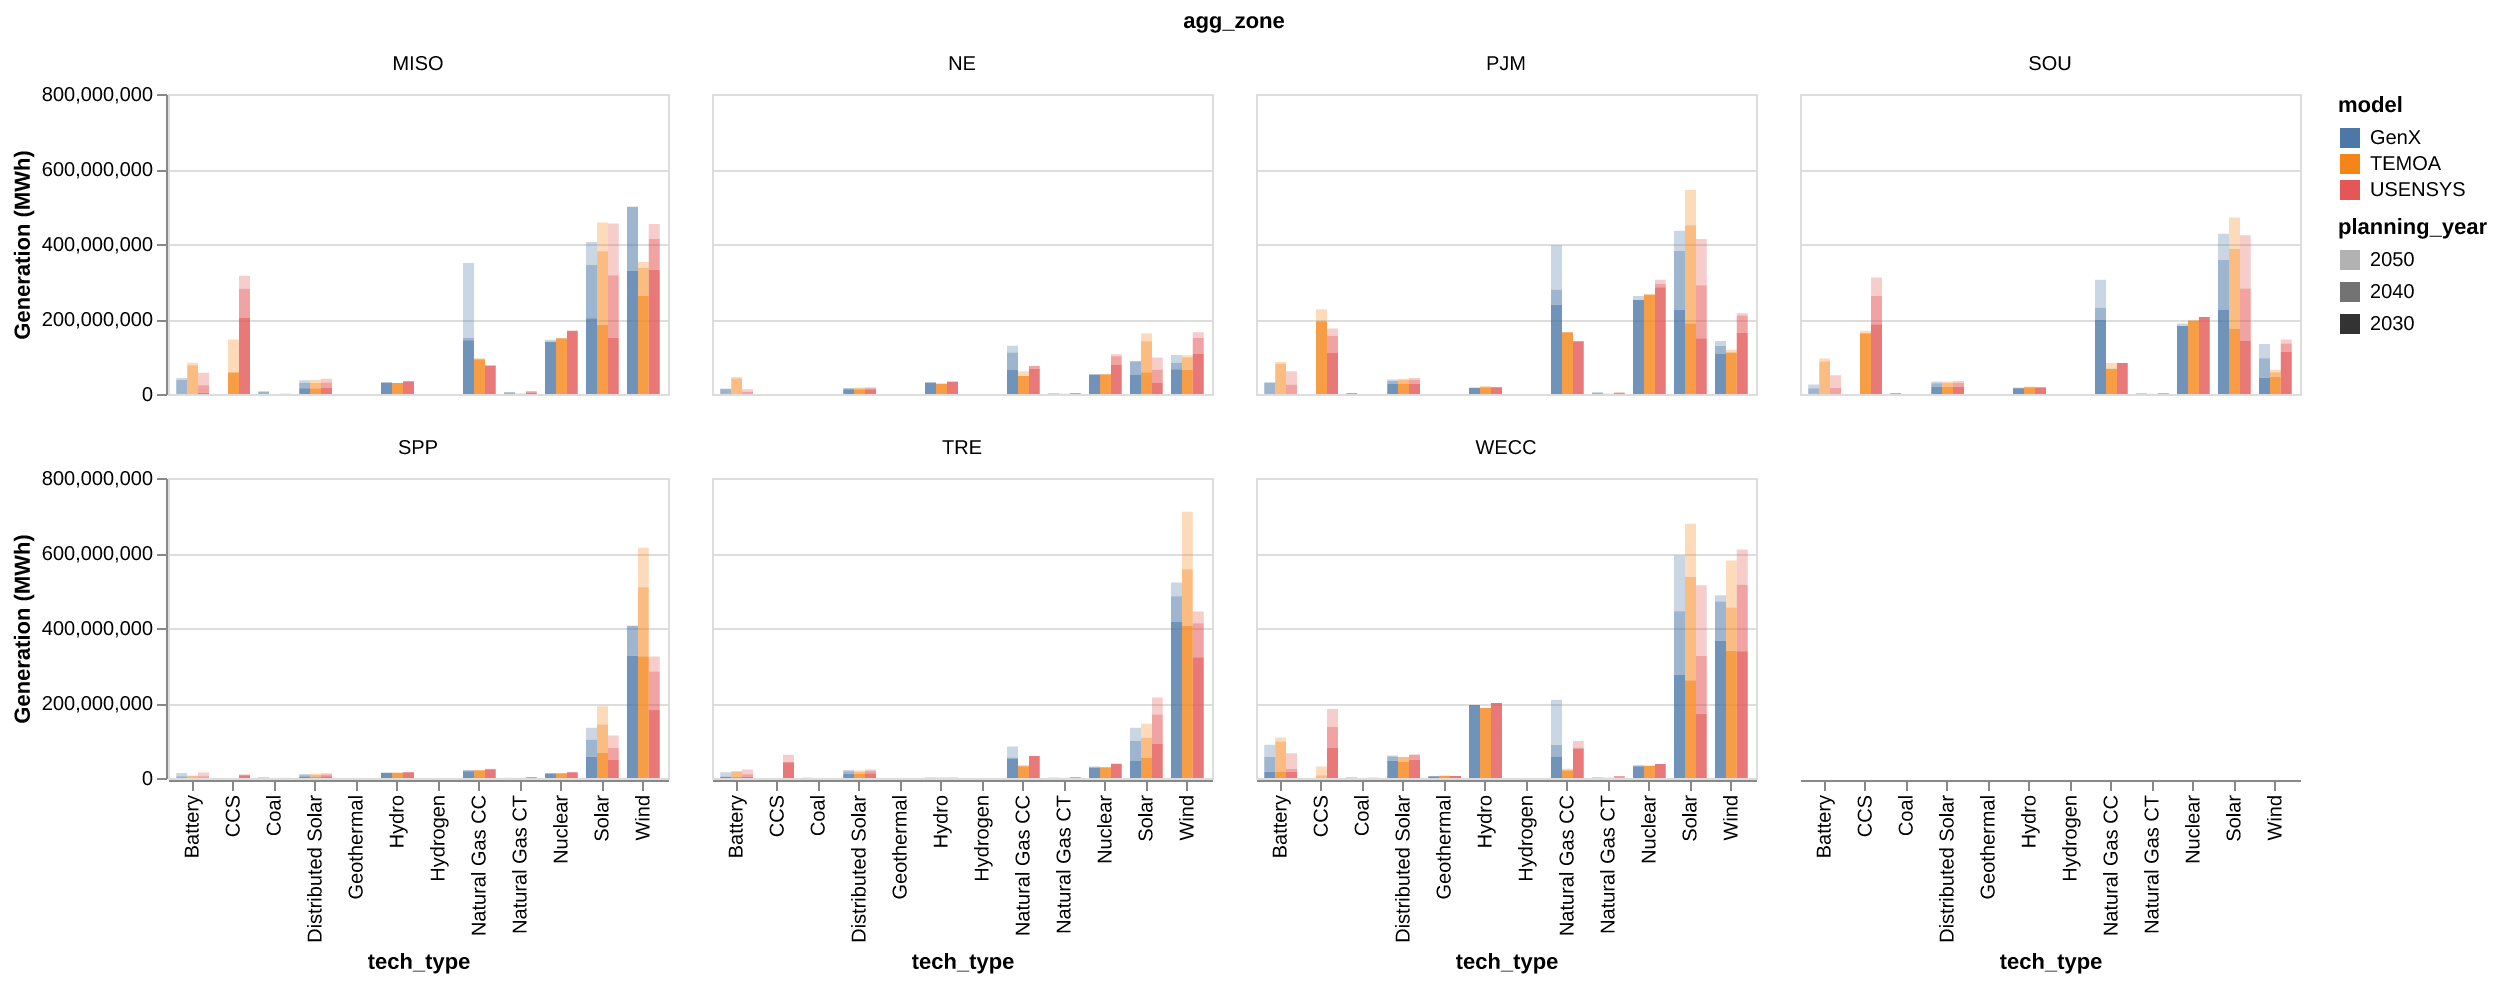 agg_zone
MISO
NE
PJM
SOU
Generation (MWh)
800,000,000
600,000,000
400,000,000
200,000,000
0
model
GenX
TEMOA
USENSYS
planning_year
2050
2040
2030
SPP
TRE
WECC
Generation (MWh)
800,000,000
600,000,000
400,000,000
200,000,000
0
Battery
CCS
Coal
Distributed Solar
Geothermal
Hydro
Hydrogen
Natural Gas CC
Natural Gas CT
Nuclear
Solar
Wind
tech_type
Battery
CCS
Coal
Distributed Solar
Geothermal
Hydro
Hydrogen
Natural Gas CC
Natural Gas CT
Nuclear
Solar
Wind
tech_type
Battery
CCS
Coal
Distributed Solar
Geothermal
Hydro
Hydrogen
Natural Gas CC
Natural Gas CT
Nuclear
Solar
Wind
tech_type
Battery
CCS
Coal
Distributed Solar
Geothermal
Hydro
Hydrogen
Natural Gas CC
Natural Gas CT
Nuclear
Solar
Wind
tech_type